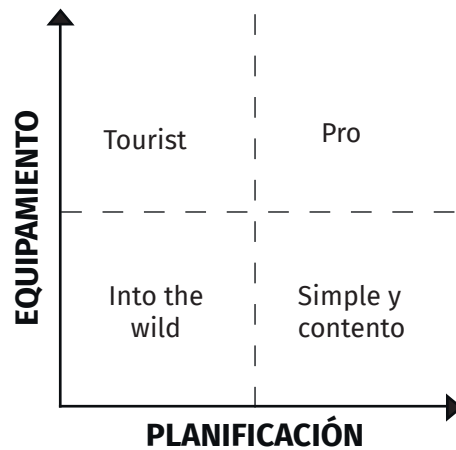 EQUIPAMIENTO
Tourist
Pro
Into the
wild
Simple y
contento
PLANIFICACIÓN